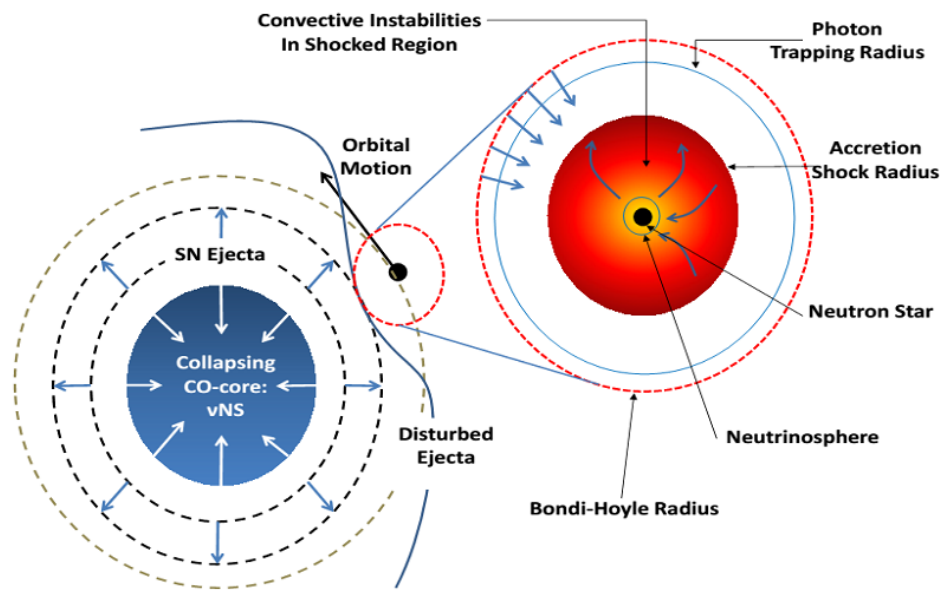 Convective Instabilities
In Shocked Region
Photon
Trapping Radius
Orbital
Motion
Accretion
Shock Radius
SN Ejecta
Neutron Star
Collapsing
CO-core:
νNS
Disturbed
Ejecta
Neutrinosphere
Bondi-Hoyle Radius